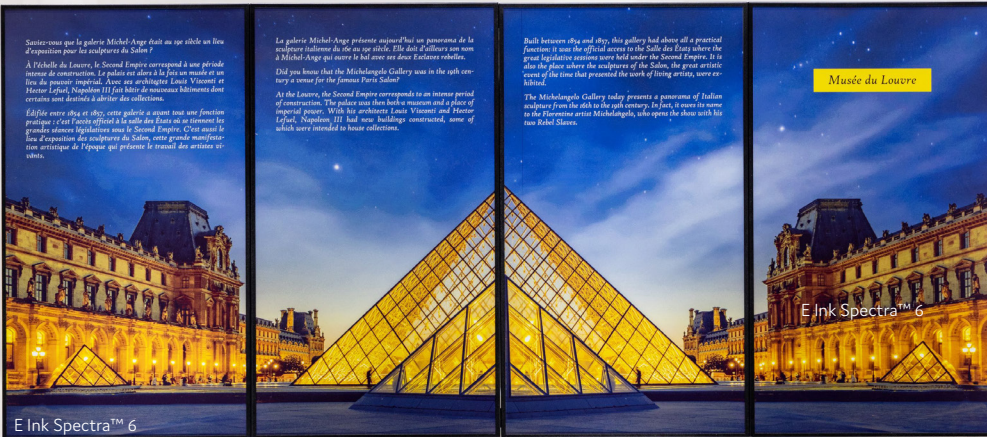 Saviez-vous que la galerie Michel-Ange était au 19e siècle un lieu
d'exposition pour les sculptures du Salon ?
À l'échelle du Louvre, le Second Empire correspond à une période
intense de construction. Le palais est alors à la fois un musée et un
lieu du pouvoir impérial. Avec ses architectes Louis Visconti et
Hector Lefuel, Napoléon III fait bâtir de nouveaux bâtiments dont
certains sont destinés à abriter des collections.
Édifiée entre 1854 et 1857, cette galerie a avant tout une fonction
pratique : c'est l'accès officiel à la salle des États où se tiennent les
grandes séances législatives sous le Second Empire. C'est aussi le
lieu d'exposition des sculptures du Salon, cette grande manifesta-
tion artistique de l'époque qui présente le travail des artistes vi-
vants.
La galerie Michel-Ange présente aujourd'hui un panorama de la
sculpture italienne du 16e au 19e siècle. Elle doit d'ailleurs son nom
à Michel-Ange qui ouvre le bal avec ses deux Esclaves rebelles.
Did you know that the Michelangelo Gallery was in the 19th cen-
tury a venue for the famous Paris Salon?
At the Louvre, the Second Empire corresponds to an intense period
of construction. The palace was then both a museum and a place of
imperial power. With his architects Louis Visconti and Hector
Lefuel, Napoleon III had new buildings constructed, some of
which were intended to house collections.
Built between 1854 and 1857, this gallery had above all a practical
function: it was the official access to the Salle des États where the
great legislative sessions were held under the Second Empire. It is
also the place where the sculptures of the Salon, the great artistic
event of the time that presented the work of living artists, were ex-
hibited.
The Michelangelo Gallery today presents a panorama of Italian
sculpture from the 16th to the 19th century. In fact, it owes its name
to the Florentine artist Michelangelo, who opens the show with his
two Rebel Slaves.
Musée du Louvre
E Ink Spectra™ 6
E Ink Spectra™ 6